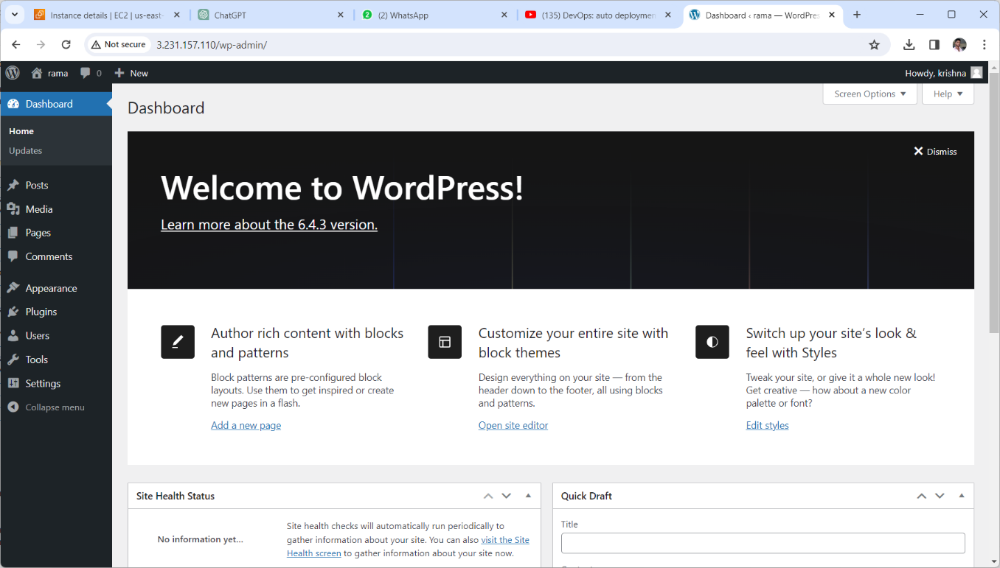 Instance details | EC2 | us-east-
ChatGPT
2
(2) WhatsApp
(135) DevOps: auto deploymen
Dashboard ‹ rama — WordPres
Not secure
3.231.157.110/wp-admin/
rama
0
New
Howdy, krishna
Dashboard
Home
Updates
Posts
Media
Pages
Comments
Appearance
Plugins
Users
Tools
Settings
Collapse menu
Screen Options
Help
Dashboard
Dismiss
Welcome to WordPress!
Learn more about the 6.4.3 version.
Author rich content with blocks
and patterns
Block patterns are pre-configured block
layouts. Use them to get inspired or create
new pages in a flash.
Add a new page
Customize your entire site with
block themes
Design everything on your site — from the
header down to the footer, all using blocks
and patterns.
Open site editor
Switch up your site’s look &
feel with Styles
Tweak your site, or give it a whole new look!
Get creative — how about a new color
palette or font?
Edit styles
Site Health Status
No information yet...
Site health checks will automatically run periodically to
gather information about your site. You can also visit the Site
Health screen to gather information about your site now.
Quick Draft
Title